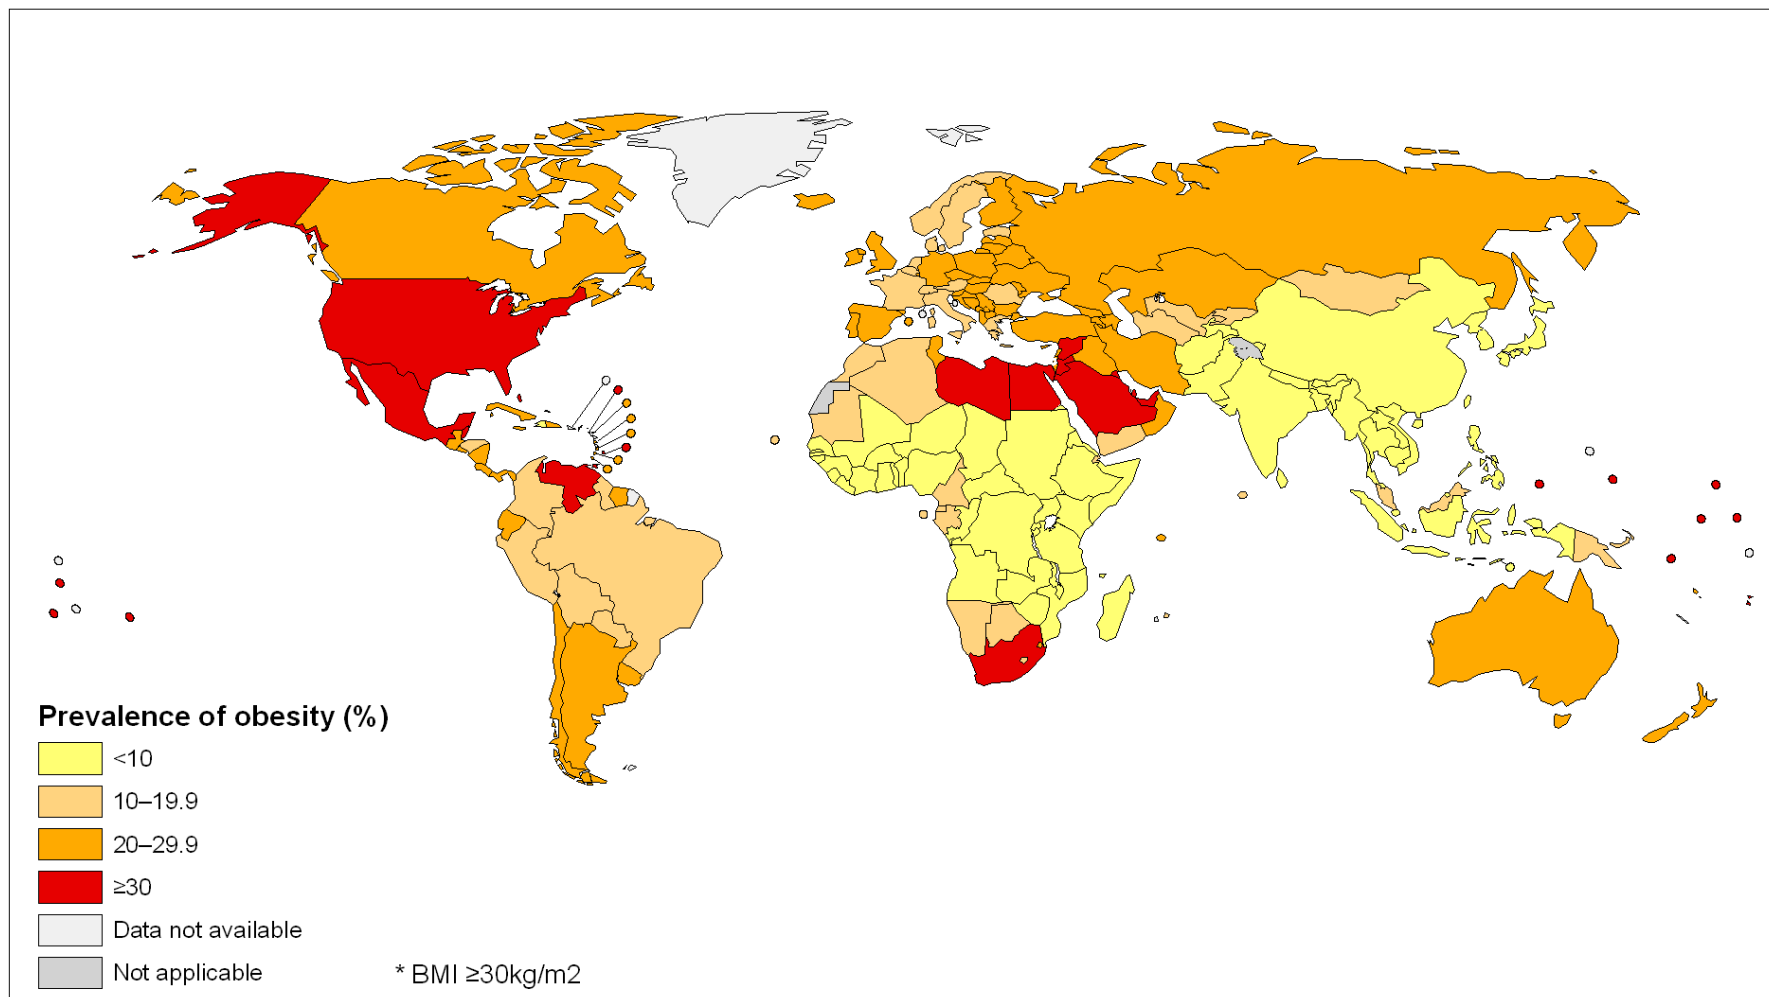 Prevalence of obesity (%)
<10
10–19.9
20–29.9
≥30
Data not available
Not applicable
* BMI ≥30kg/m2